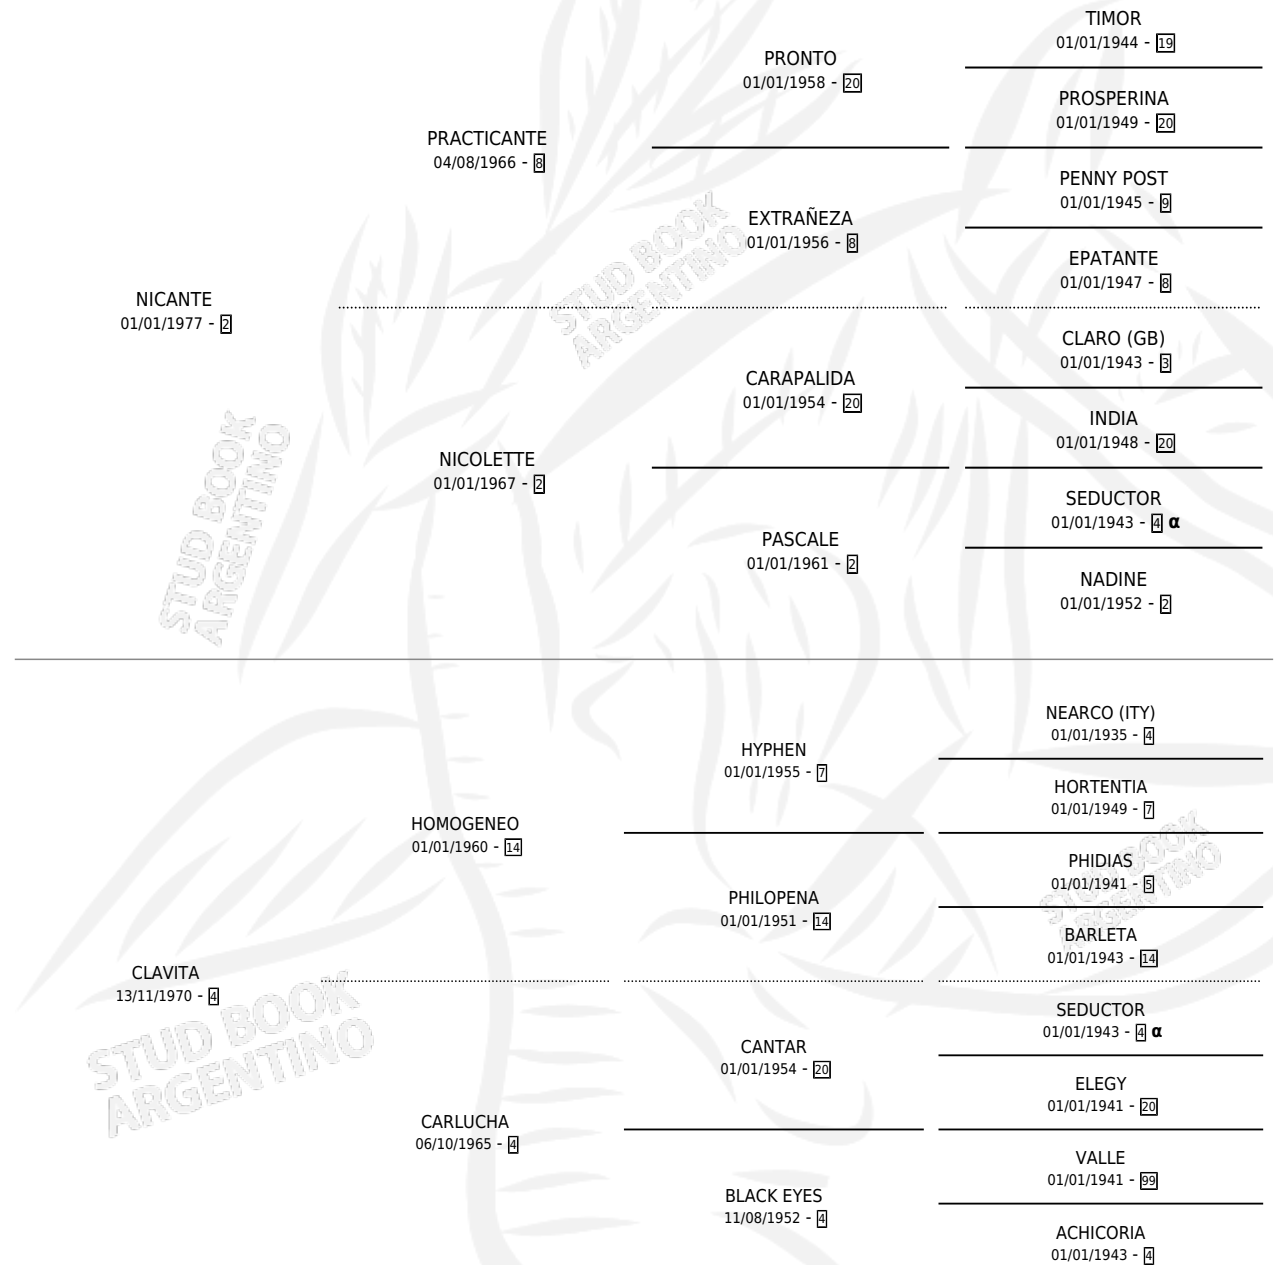 TIMOR
01/01/1944 - 19
PRONTO
01/01/1958 - 20
PROSPERINA
01/01/1949 - 20
PRACTICANTE
04/08/1966 - 8
PENNY POST
01/01/1945 - 9
EXTRAÑEZA
01/01/1956 - 8
EPATANTE
01/01/1947 - 8
NICANTE
01/01/1977 - 2
CLARO (GB)
01/01/1943 - 3
CARAPALIDA
01/01/1954 - 20
INDIA
01/01/1948 - 20
NICOLETTE
01/01/1967 - 2
SEDUCTOR
01/01/1943 - 4 α
PASCALE
01/01/1961 - 2
NADINE
01/01/1952 - 2
NEARCO (ITY)
01/01/1935 - 4
HYPHEN
01/01/1955 - 7
HORTENTIA
01/01/1949 - 7
HOMOGENEO
01/01/1960 - 14
PHIDIAS
01/01/1941 - 5
PHILOPENA
01/01/1951 - 14
BARLETA
01/01/1943 - 14
CLAVITA
13/11/1970 - 4
SEDUCTOR
01/01/1943 - 4 α
CANTAR
01/01/1954 - 20
ELEGY
01/01/1941 - 20
CARLUCHA
06/10/1965 - 4
VALLE
01/01/1941 - 99
BLACK EYES
11/08/1952 - 4
ACHICORIA
01/01/1943 - 4
STUD BOOK
ARGENTINO
STUD BOOK
ARGENTINO
STUD BOOK
ARGENTINO
STUD BOOK
ARGENTINO